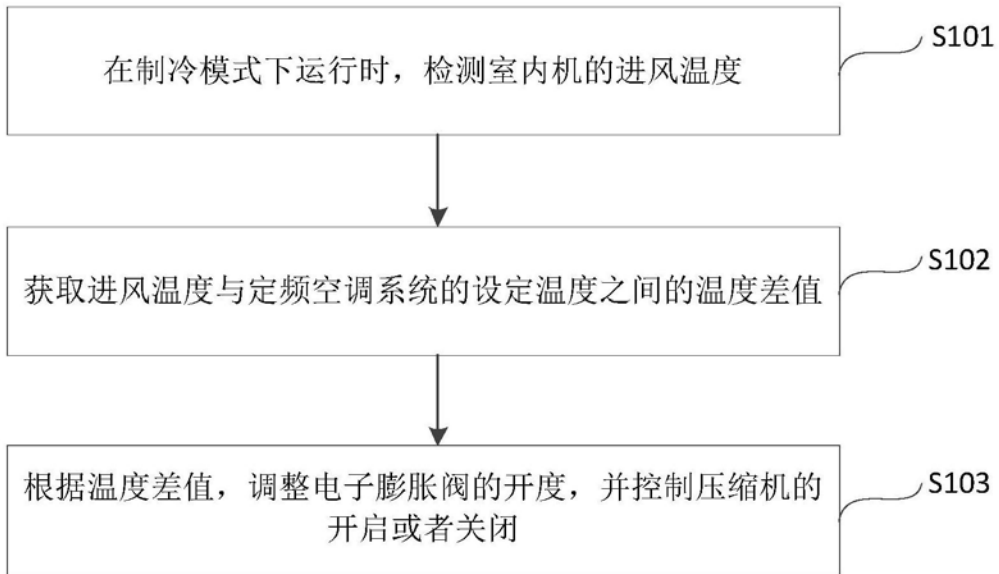 在制冷模式下运行时，检测室内机的进风温度
S101
获取进风温度与定频空调系统的设定温度之间的温度差值
S102
根据温度差值，调整电子膨胀阀的开度，并控制压缩机的
开启或者关闭
S103